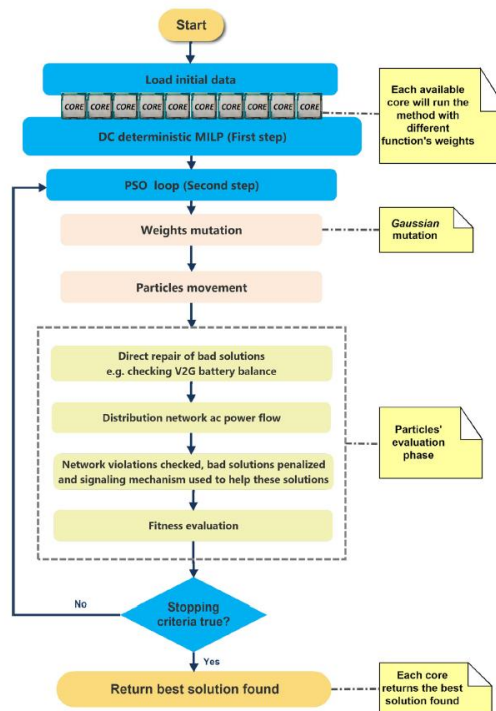 Start
Load initial data
CORE CORE CORE CORE CORE CORE CORE CORE CORE CORE
DC deterministic MILP (First step)
Each available
core will run the
method with
different
function's weights
PSO loop (Second step)
Weights mutation
Gaussian
mutation
Particles movement
Direct repair of bad solutions
e.g. checking V2G battery balance
Distribution network ac power flow
Network violations checked, bad solutions penalized
and signaling mechanism used to help these solutions
Fitness evaluation
Particles'
evaluation
phase
No
Stopping
criteria true?
Yes
Return best solution found
Each core
returns the best
solution found